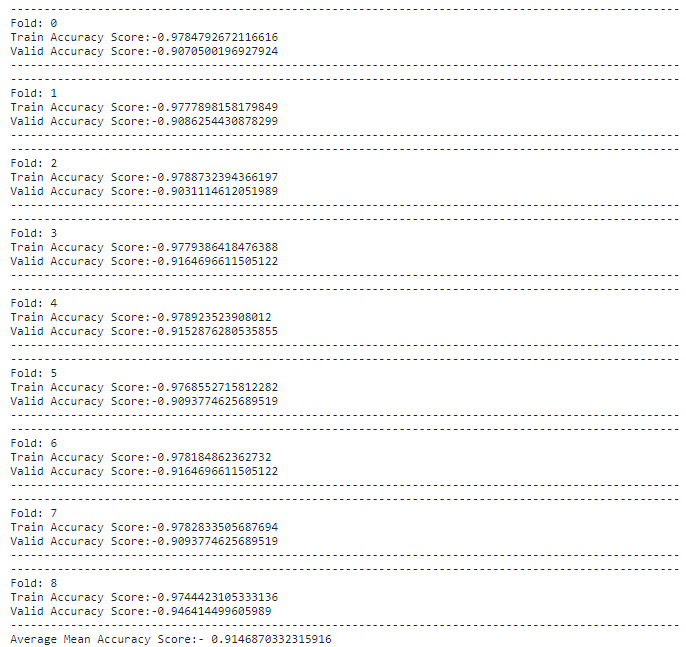 ----------------------------------------------------------------------------------------------------
Fold: 0
Train Accuracy Score:-0.9784792672116616
Valid Accuracy Score:-0.9070500196927924
----------------------------------------------------------------------------------------------------
----------------------------------------------------------------------------------------------------
Fold: 1
Train Accuracy Score:-0.9777898158179849
Valid Accuracy Score:-0.9086254430878299
----------------------------------------------------------------------------------------------------
----------------------------------------------------------------------------------------------------
Fold: 2
Train Accuracy Score:-0.9788732394366197
Valid Accuracy Score:-0.9031114612051989
----------------------------------------------------------------------------------------------------
----------------------------------------------------------------------------------------------------
Fold: 3
Train Accuracy Score:-0.9779386418476388
Valid Accuracy Score:-0.9164696611505122
----------------------------------------------------------------------------------------------------
----------------------------------------------------------------------------------------------------
Fold: 4
Train Accuracy Score:-0.978923523908012
Valid Accuracy Score:-0.9152876280535855
----------------------------------------------------------------------------------------------------
----------------------------------------------------------------------------------------------------
Fold: 5
Train Accuracy Score:-0.9768552715812282
Valid Accuracy Score:-0.9093774625689519
----------------------------------------------------------------------------------------------------
----------------------------------------------------------------------------------------------------
Fold: 6
Train Accuracy Score:-0.978184862362732
Valid Accuracy Score:-0.9164696611505122
----------------------------------------------------------------------------------------------------
----------------------------------------------------------------------------------------------------
Fold: 7
Train Accuracy Score:-0.9782833505687694
Valid Accuracy Score:-0.9093774625689519
----------------------------------------------------------------------------------------------------
----------------------------------------------------------------------------------------------------
Fold: 8
Train Accuracy Score:-0.9744423105333136
Valid Accuracy Score:-0.946414499605989
----------------------------------------------------------------------------------------------------
Average Mean Accuracy Score:- 0.9146870332315916